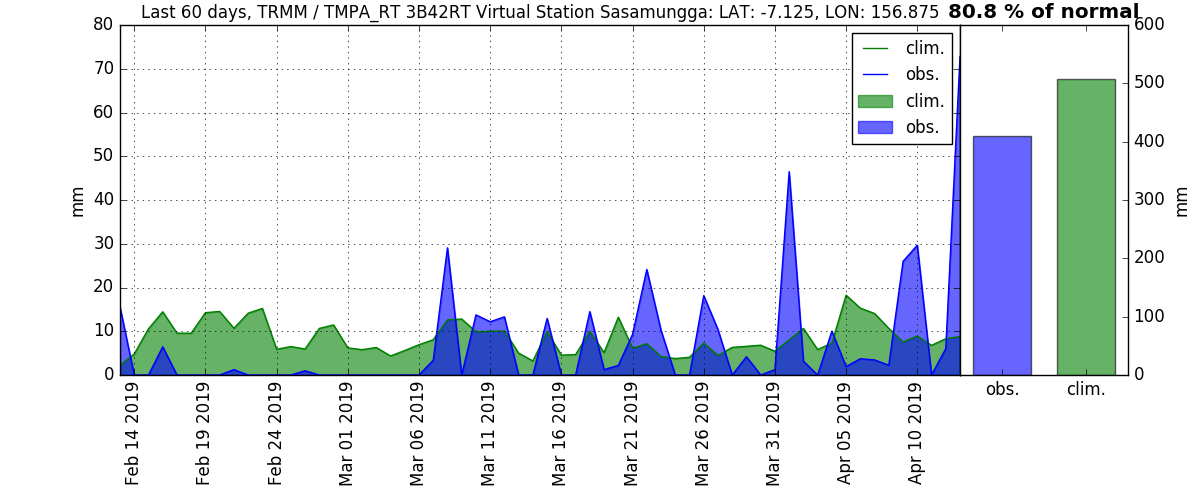 Last 60 days, TRMM / TMPA_RT 3B42RT Virtual Station Sasamungga: LAT: -7.125, LON: 156.875 80.8 % of normal
80
70
60
50
40
30
20
10
0
mm
clim.
obs.
clim.
obs.
Feb 14 2019
Feb 19 2019
Feb 24 2019
Mar 01 2019
Mar 06 2019
Mar 11 2019
Mar 16 2019
Mar 21 2019
Mar 26 2019
Mar 31 2019
Apr 05 2019
Apr 10 2019
600
500
400
300
200
100
0
mm
obs.
clim.